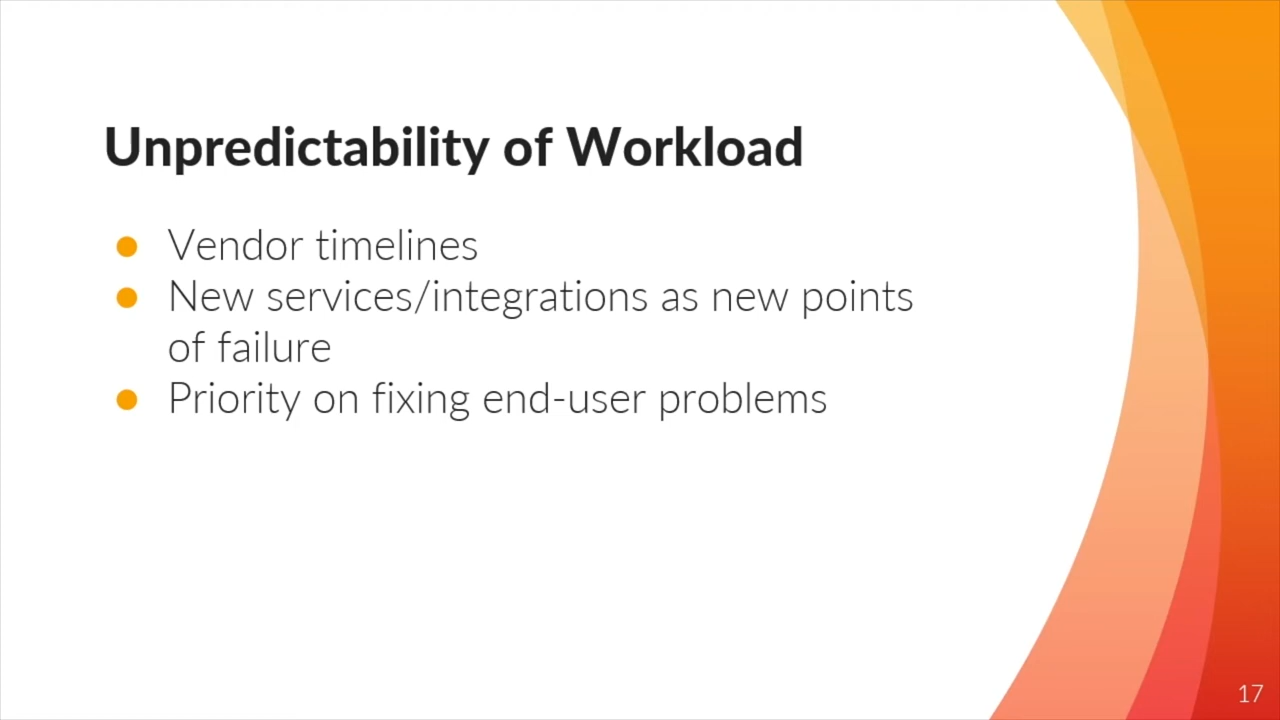 Unpredictability of Workload
● Vendor timelines
● New services/integrations as new points
of failure
● Priority on fixing end-user problems
17